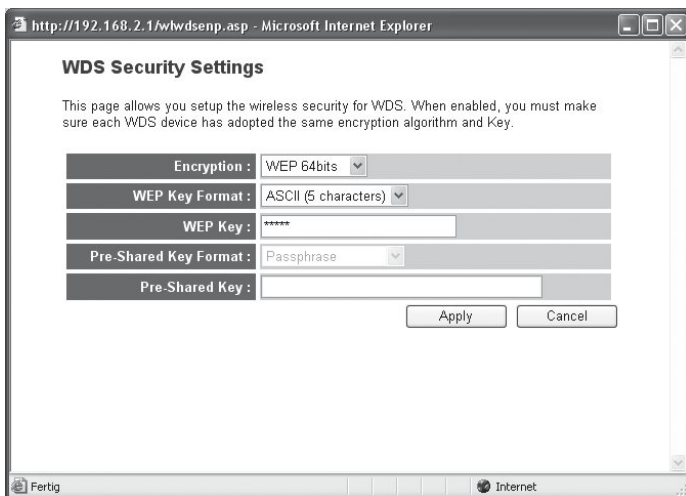 http://192.168.2.1/wlwdsenp.asp - Microsoft Internet Explorer
WDS Security Settings
This page allows you setup the wireless security for WDS. When enabled, you must make
sure each WDS device has adopted the same encryption algorithm and Key.
Encryption : WEP 64bits
WEP Key Format : ASCII (5 characters)
WEP Key : *****
Pre-Shared Key Format : Passphrase
Pre-Shared Key :
Apply Cancel
Fertig Internet